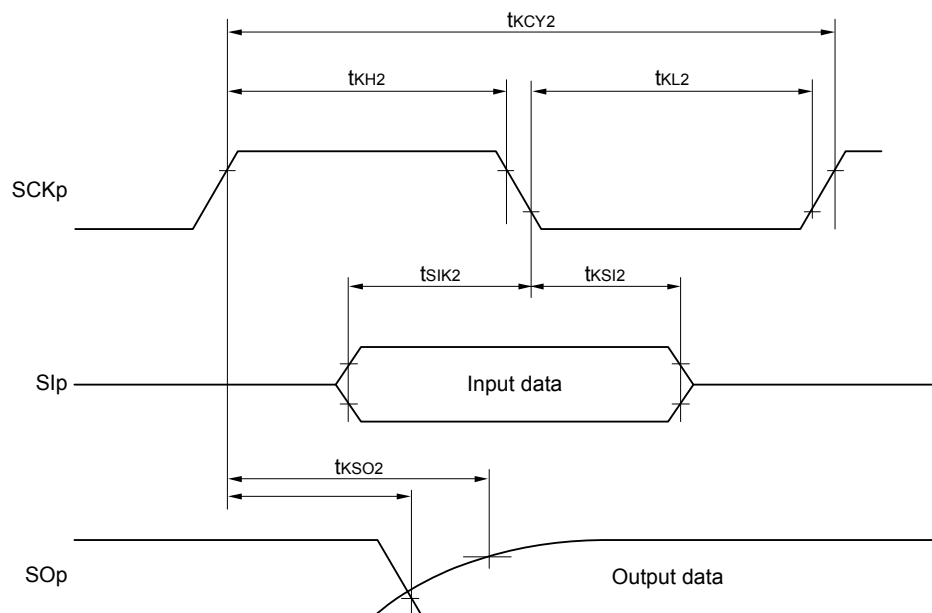 tKCY2
tKH2
tKL2
SCKp
tSIK2
tKSI2
SIp
Input data
tKSO2
SOp
Output data